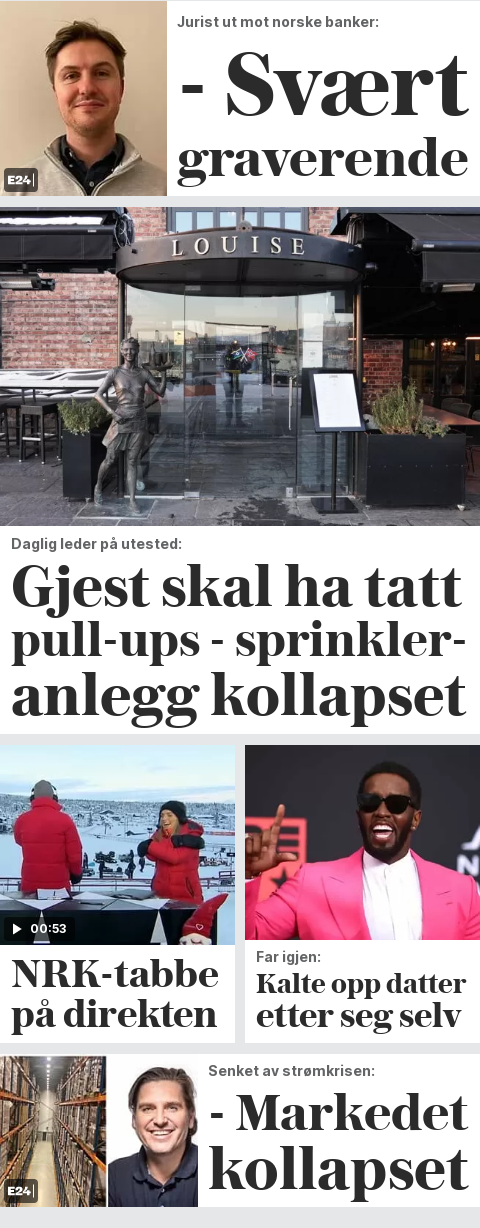 Jurist ut mot norske banker:
- Svært
graverende
E24
LOUISE
Daglig leder på utested:
Gjest skal ha tatt
pull-ups - sprinkler-
anlegg kollapset
00:53
NRK-tabbe
på direkten
Far igjen:
Kalte opp datter
etter seg selv
Senket av strømkrisen:
- Markedet
kollapset
E24